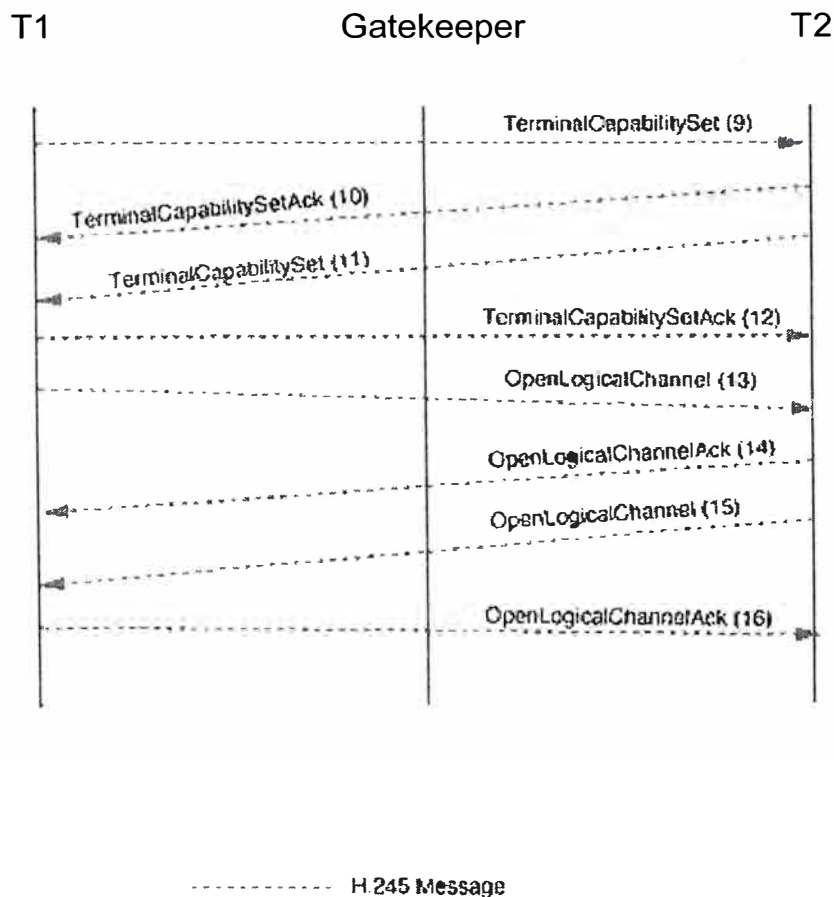 T1 Gatekeeper T2
TerminalCapabilitySet (9)
TerminalCapabilitySetAck (10)
TerminalCapabilitySet (11)
TerminalCapabilitySetAck (12)
OpenLogicalChannel (13)
OpenLogicalChannelAck (14)
OpenLogicalChannel (15)
OpenLogicalChannelAck (16)
H.245 Message